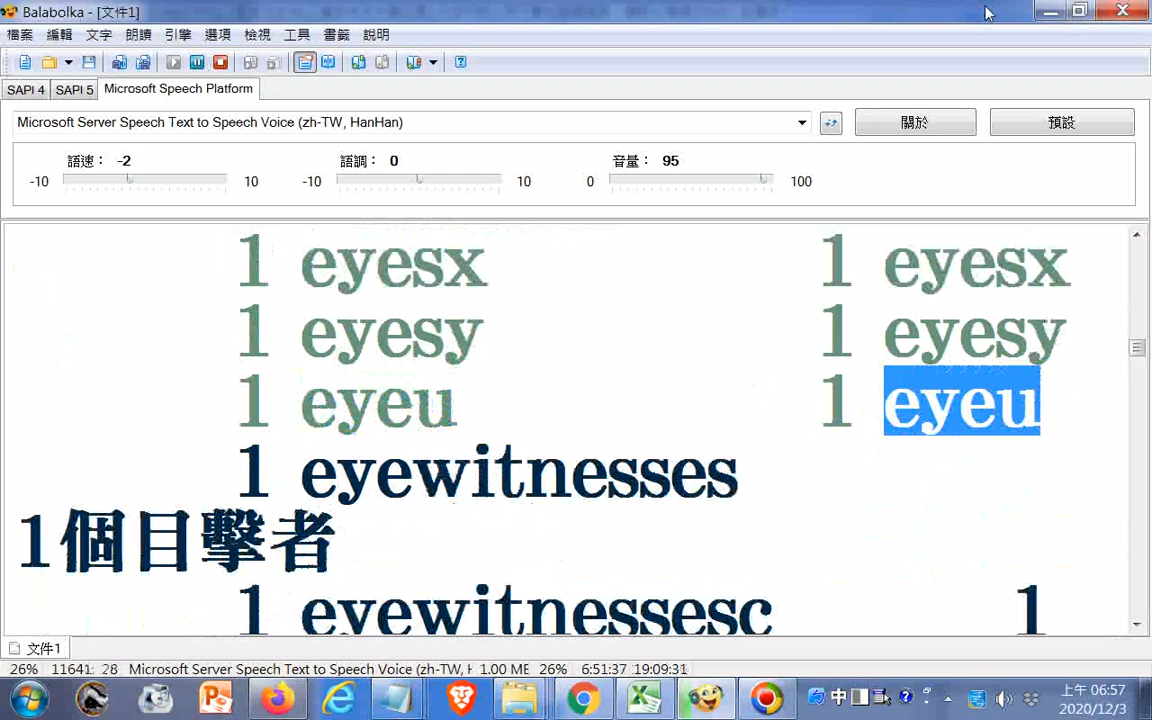 Balabolka - [文件1]
檔案 編輯 文字 朗讀 引擎 選項 檢視 工具 書籤 說明
SAPI 4 SAPI 5 Microsoft Speech Platform
Microsoft Server Speech Text to Speech Voice (zh-TW, HanHan) 關於 預設
語速： -2 語調： 0 音量： 95
-10 10 -10 10 0 100
1 eyesx 1 eyesx
1 eyesy 1 eyesy
1 eyeu 1 eyeu
1 eyewitnesses
1個目擊者
1 eyewitnessesc 1
文件1
26% 11641: 28 Microsoft Server Speech Text to Speech Voice (zh-TW, H 1.00 ME 26% 6:51:37 19:09:31
中 上午 06:57
2020/12/3